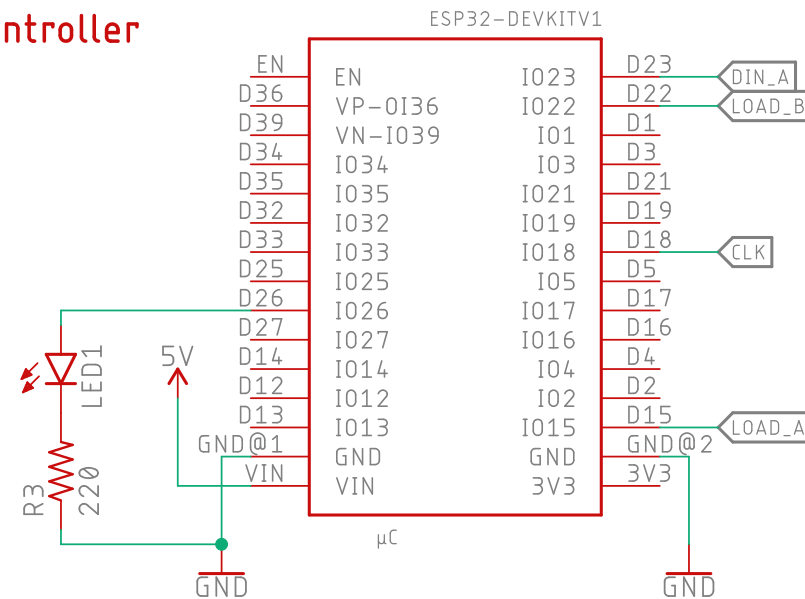 ntroller
ESP32-DEVKITV1
EN EN IO23 D23 DIN_A
D36 VP-OI36 IO22 D22 LOAD_B
D39 VN-IO39 IO1 D1
D34 IO34 IO3 D3
D35 IO35 IO21 D21
D32 IO32 IO19 D19
D33 IO33 IO18 D18 CLK
D25 IO25 IO5 D5
D26 IO26 IO17 D17
D27 IO27 IO16 D16
D14 IO14 IO4 D4
D12 IO12 IO2 D2
D13 IO13 IO15 D15 LOAD_A
GND@1 GND GND GND@2
VIN VIN 3V3 3V3
LED1
5V
R3
220
µC
GND
GND